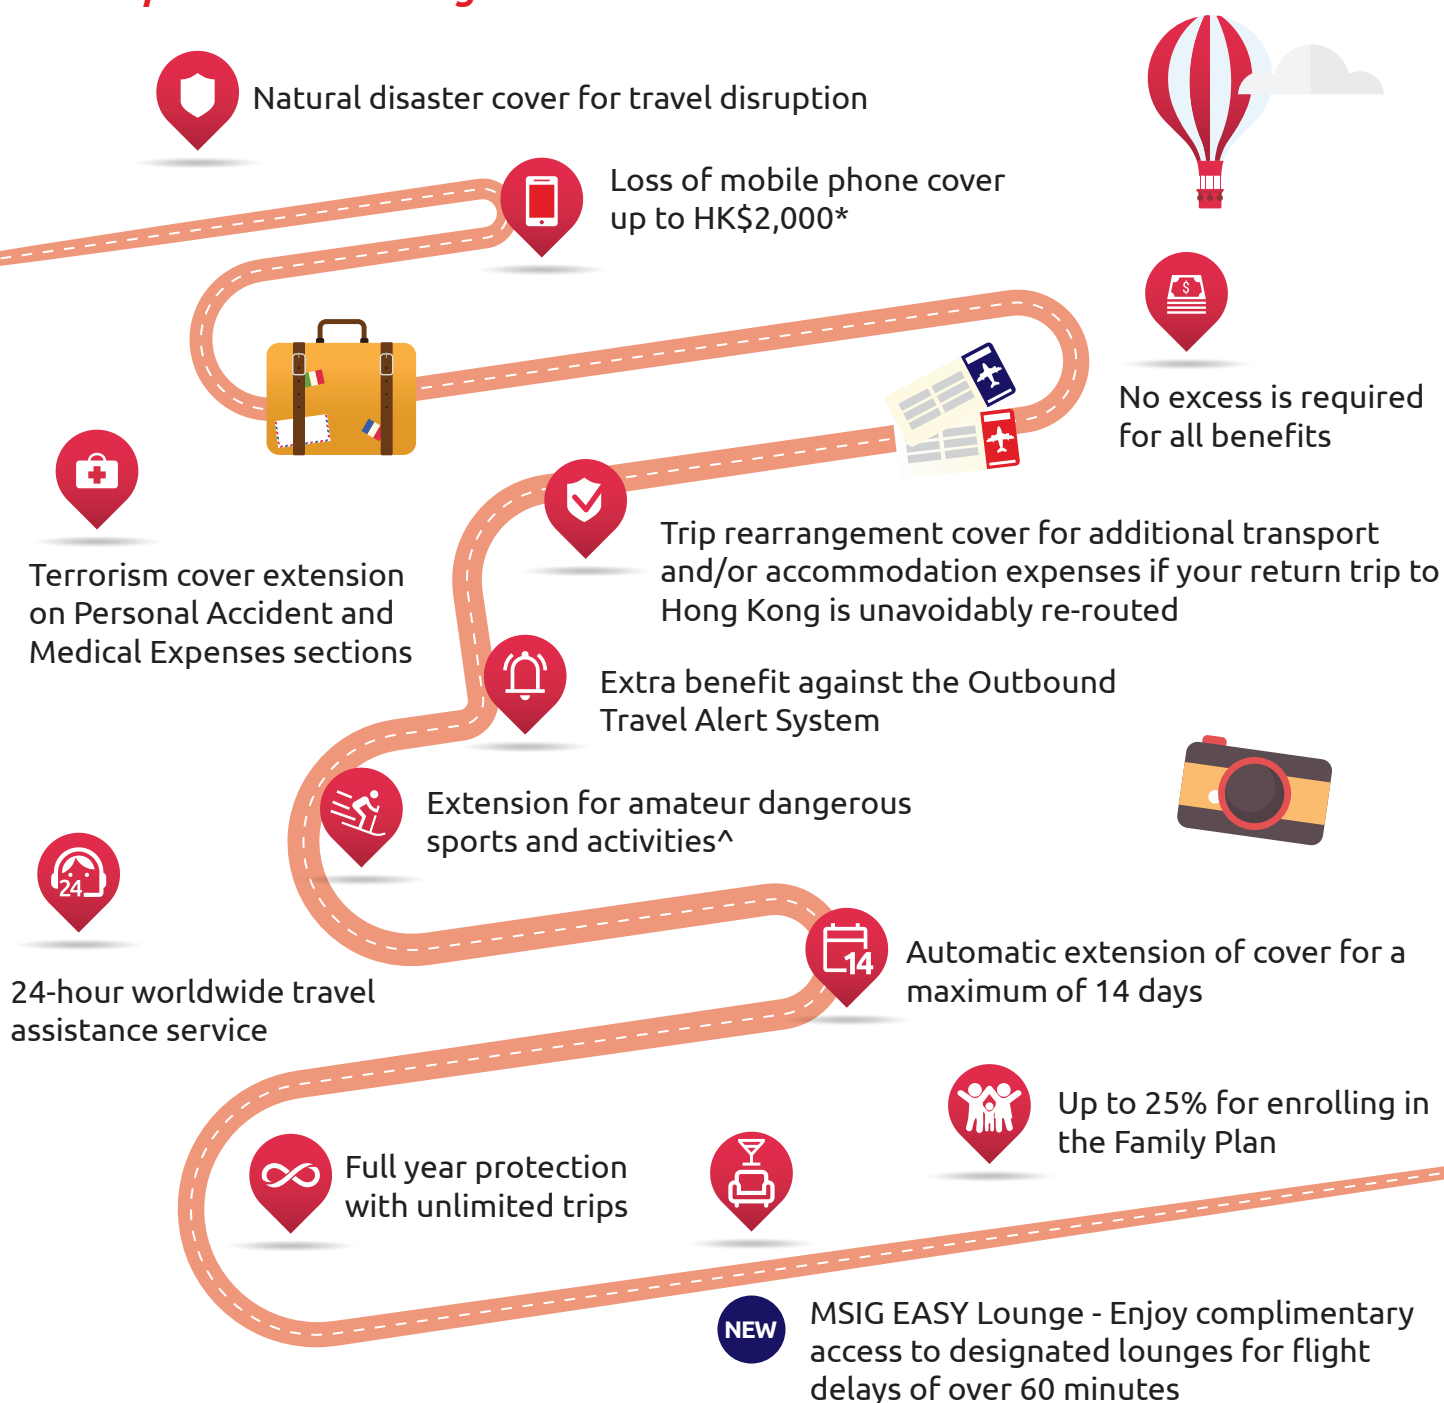 Natural disaster cover for travel disruption
Loss of mobile phone cover
up to HK$2,000*
$
No excess is required
for all benefits
Terrorism cover extension
on Personal Accident and
Medical Expenses sections
Trip rearrangement cover for additional transport
and/or accommodation expenses if your return trip to
Hong Kong is unavoidably re-routed
Extra benefit against the Outbound
Travel Alert System
Extension for amateur dangerous
sports and activities^
24
24-hour worldwide travel
assistance service
14
Automatic extension of cover for a
maximum of 14 days
Up to 25% for enrolling in
the Family Plan
Full year protection
with unlimited trips
NEW
MSIG EASY Lounge - Enjoy complimentary
access to designated lounges for flight
delays of over 60 minutes